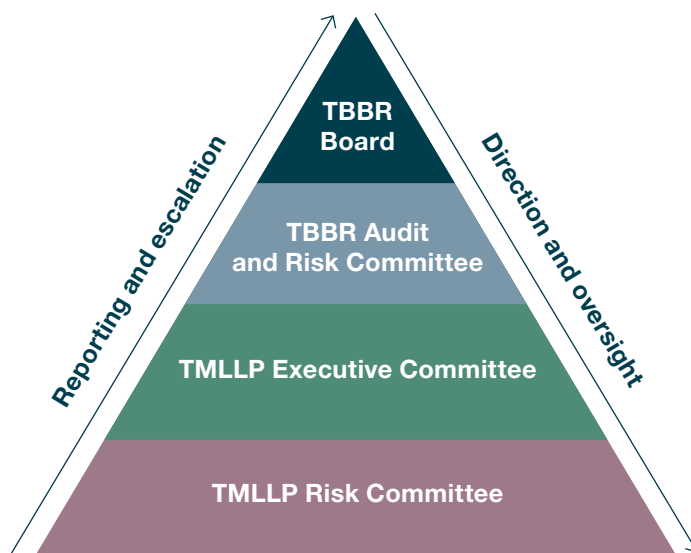 TBBR
Board
TBBR Audit
and Risk Committee
TMLLP Executive Committee
TMLLP Risk Committee
Reporting and escalation
Direction and oversight